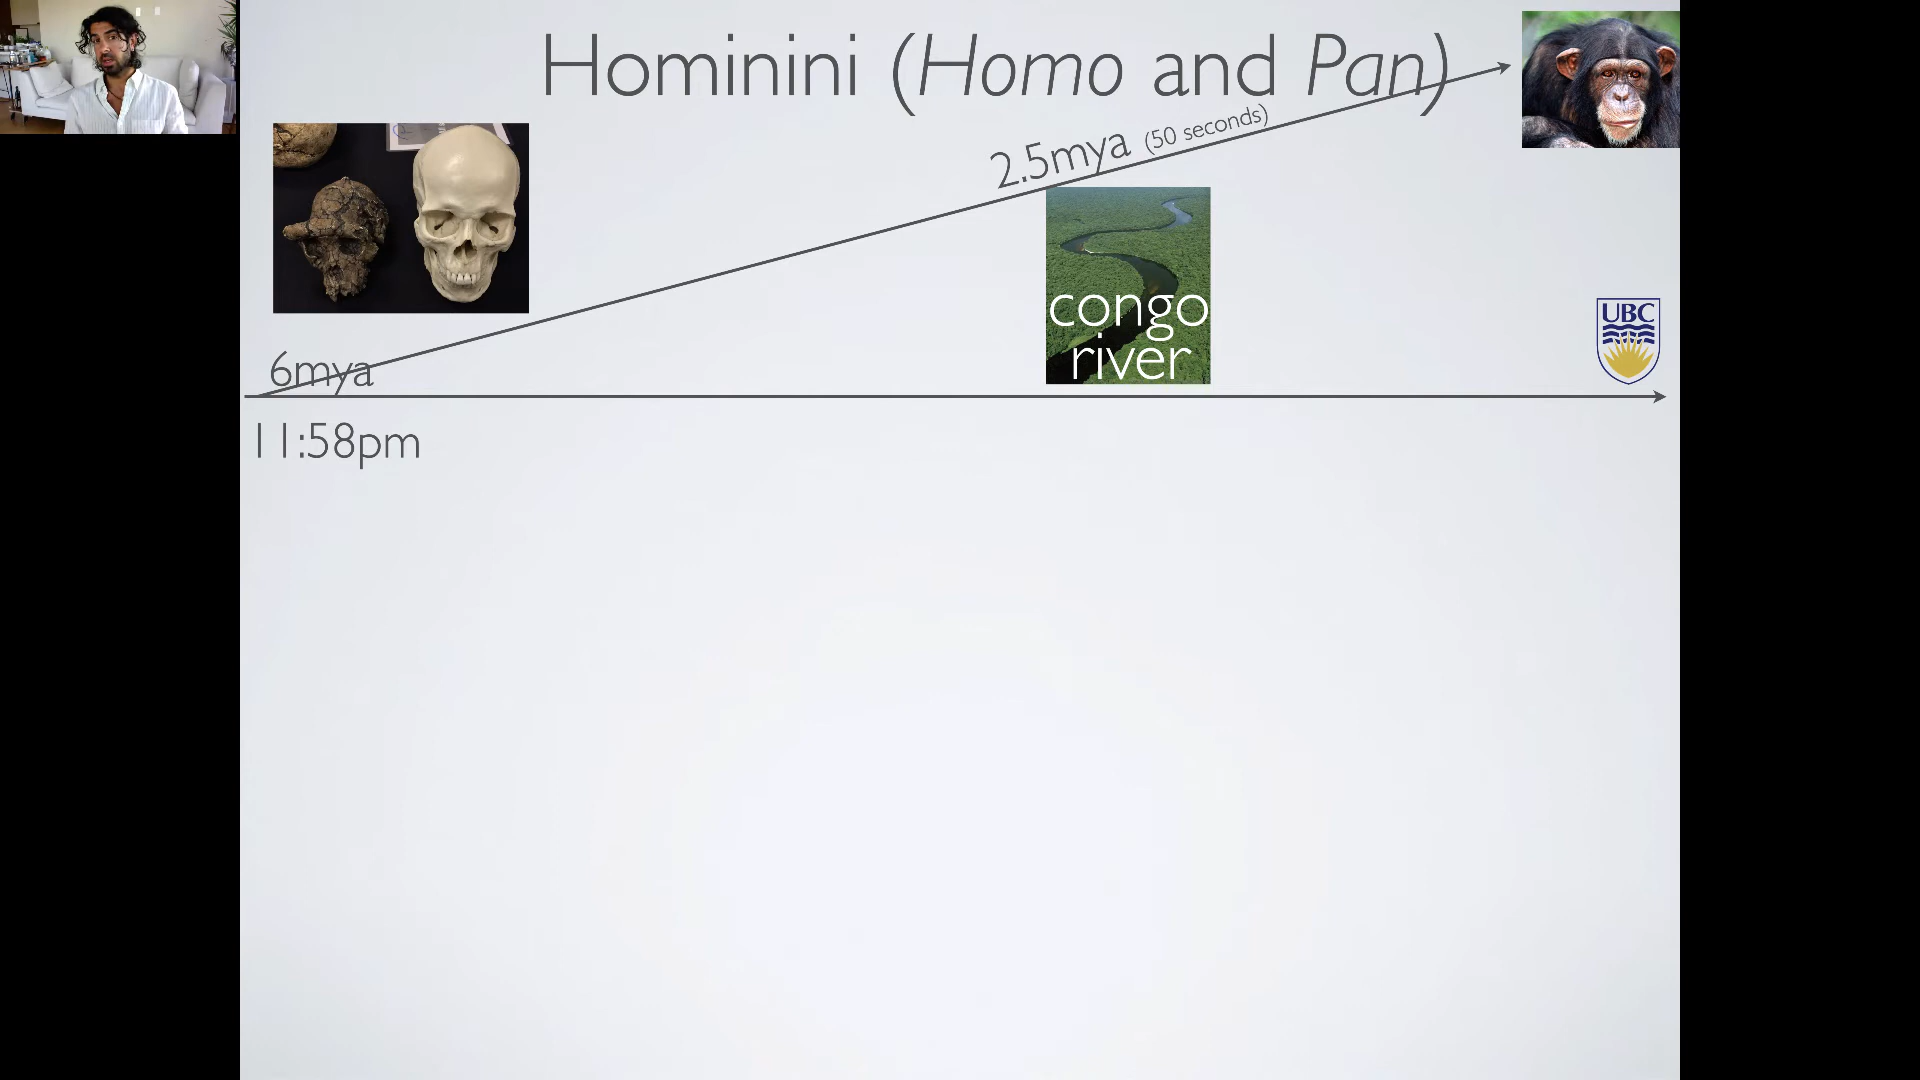 Hominini (Homo and Pan)
2.5mya (50 seconds)
congo
river
UBC
6mya
11:58pm